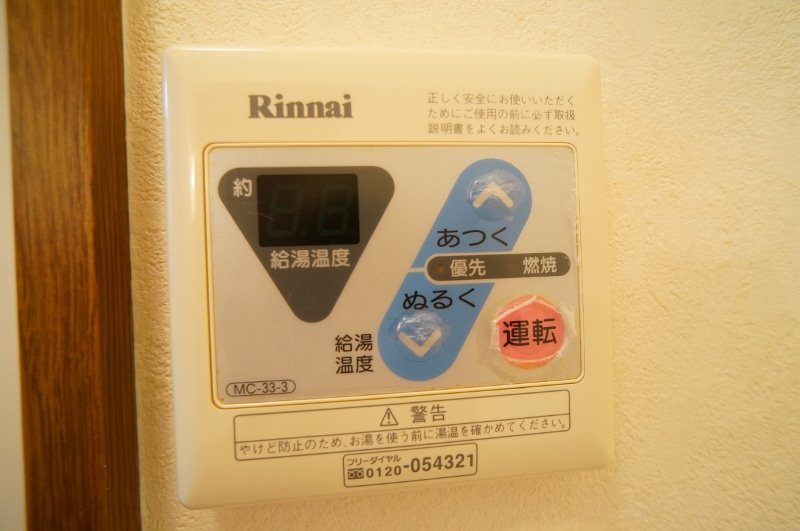 Rinnai
正しく安全にお使いいただく
ためにご使用の前に必ず取扱
説明書をよくお読みください。
約
給湯温度
あつく
優先 燃焼
ぬるく
給湯
温度
運転
MC-33-3
⚠ 警告
やけど防止のため、お湯を使う前に湯温を確かめてください。
フリーダイヤル
0120-054321